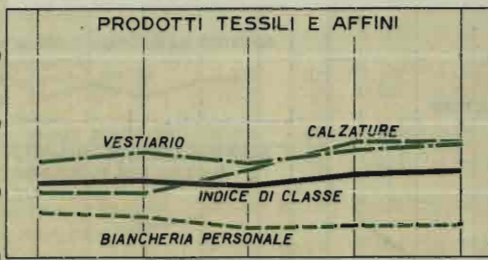 PRODOTTI TESSILI E AFFINI
VESTIARIO
CALZATURE
INDICE DI CLASSE
BIANCHERIA PERSONALE